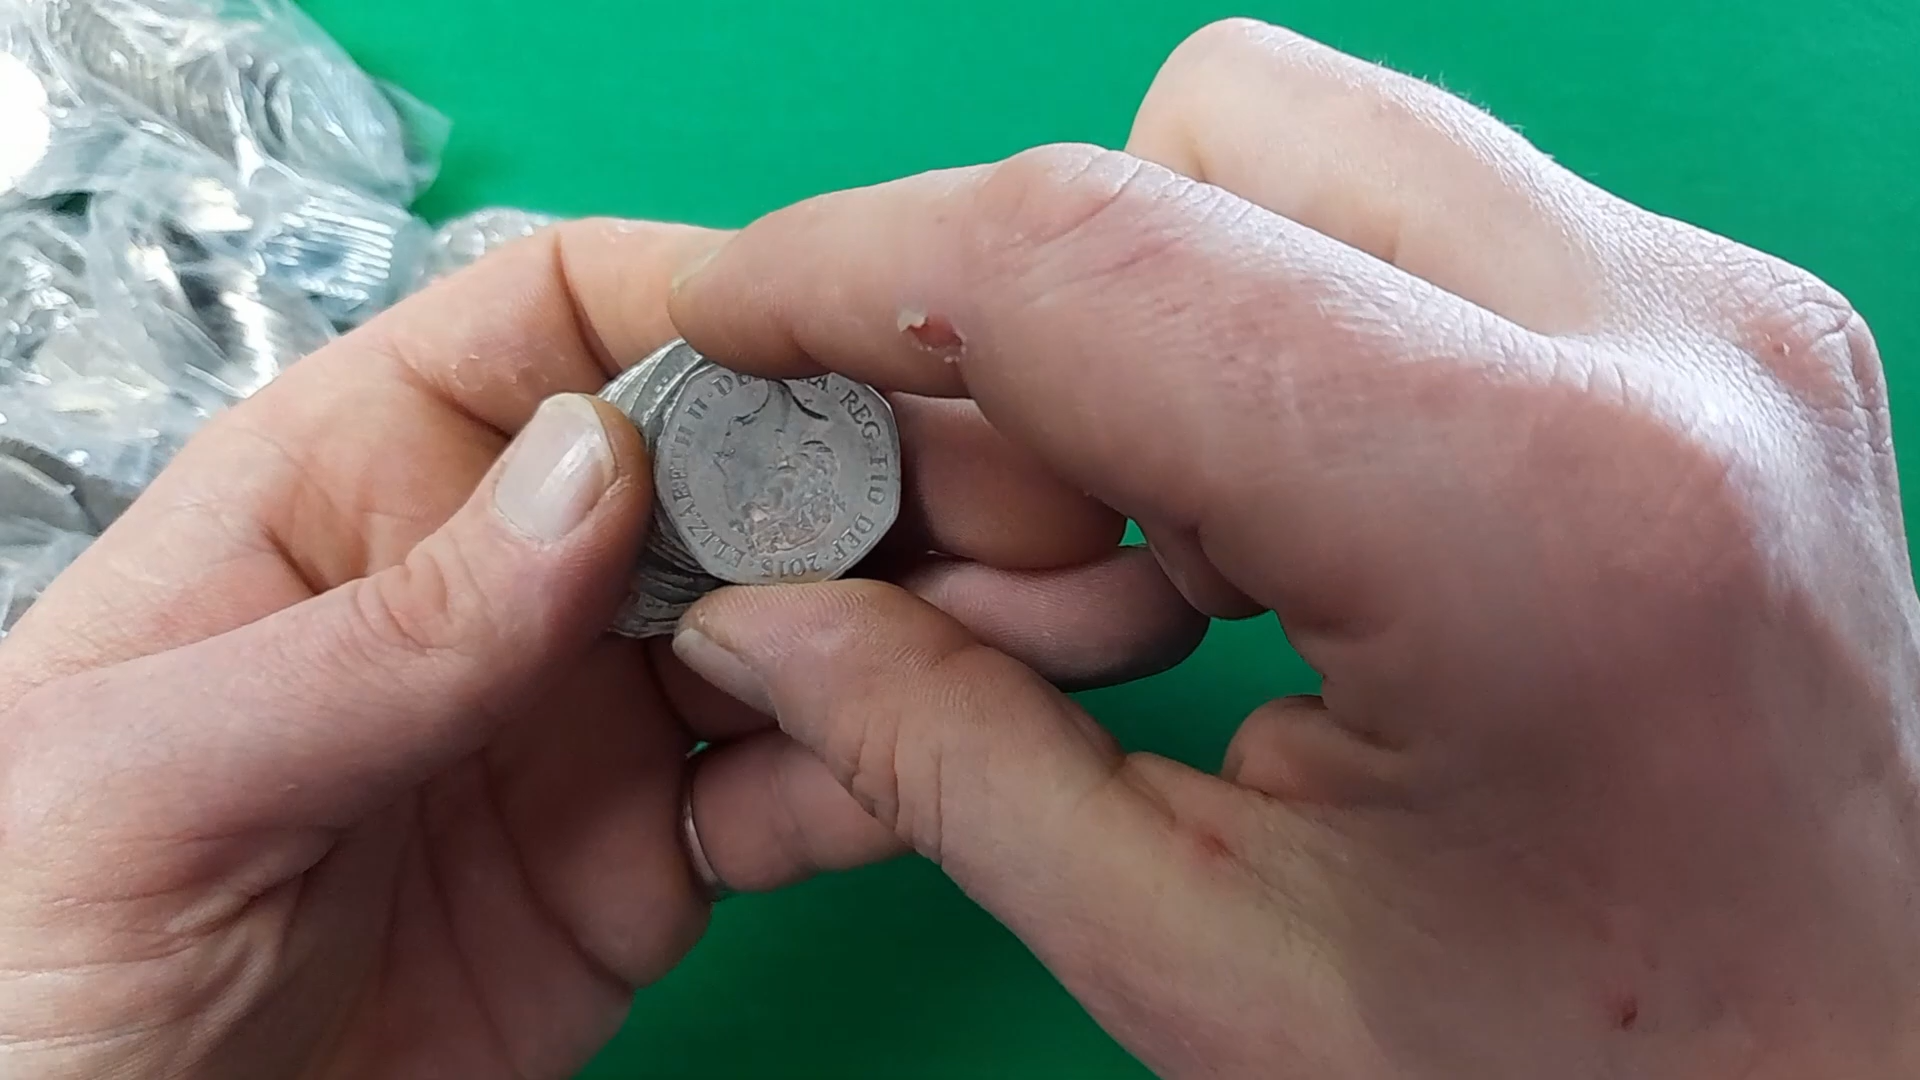 ELIZABETH II · D · REG · FID · DEF · 2015